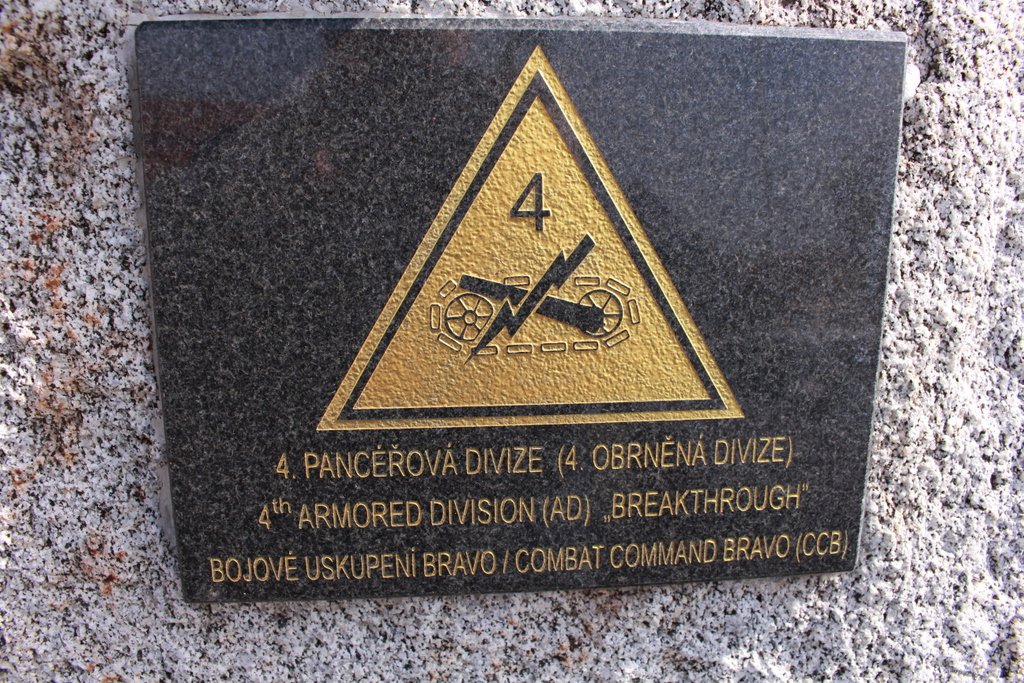 4
4. PANCÉŘOVÁ DIVIZE (4. OBRNĚNÁ DIVIZE)
4th ARMORED DIVISION (AD) „BREAKTHROUGH"
BOJOVÉ USKUPENÍ BRAVO / COMBAT COMMAND BRAVO (CCB)